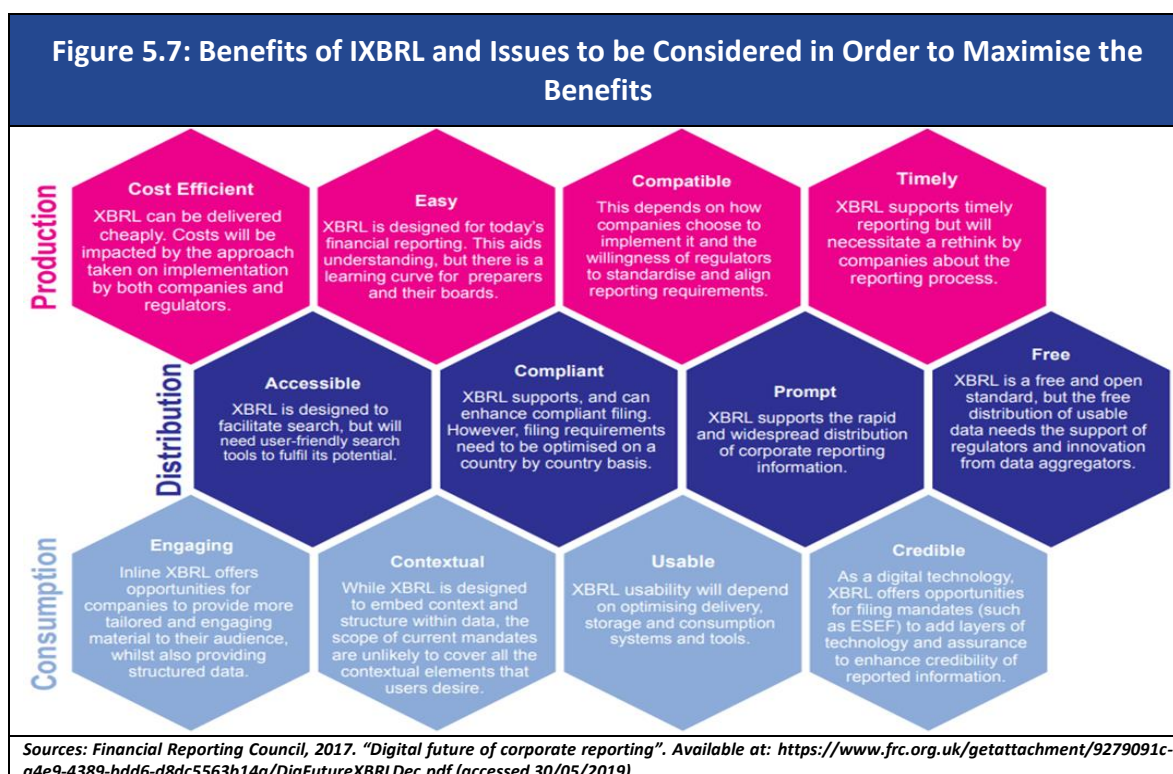 Figure 5.7: Benefits of IXBRL and Issues to be Considered in Order to Maximise the
Benefits
Production
Cost Efficient
XBRL can be delivered
cheaply. Costs will be
impacted by the approach
taken on implementation
by both companies and
regulators.
Easy
XBRL is designed for today's
financial reporting. This aids
understanding, but there is a
learning curve for preparers
and their boards.
Compatible
This depends on how
companies choose to
implement it and the
willingness of regulators
to standardise and align
reporting requirements.
Timely
XBRL supports timely
reporting but will
necessitate a rethink by
companies about the
reporting process.
Distribution
Accessible
XBRL is designed to
facilitate search, but will
need user-friendly search
tools to fulfil its potential.
Compliant
XBRL supports, and can
enhance compliant filing.
However, filing requirements
need to be optimised on a
country by country basis.
Prompt
XBRL supports the rapid
and widespread distribution
of corporate reporting
information.
Free
XBRL is a free and open
standard, but the free
distribution of usable
data needs the support of
regulators and innovation
from data aggregators.
Consumption
Engaging
Inline XBRL offers
opportunities for
companies to provide more
tailored and engaging
material to their audience,
whilst also providing
structured data.
Contextual
While XBRL is designed
to embed context and
structure within data, the
scope of current mandates
are unlikely to cover all the
contextual elements that
users desire.
Usable
XBRL usability will depend
on optimising delivery,
storage and consumption
systems and tools.
Credible
As a digital technology,
XBRL offers opportunities
for filing mandates (such
as ESEF) to add layers of
technology and assurance
to enhance credibility of
reported information.
Sources: Financial Reporting Council, 2017. “Digital future of corporate reporting”. Available at: https://www.frc.org.uk/getattachment/9279091c-
a4e9-4389-bdd6-d8dc5563b14a/DigFutureXBRLDec.pdf (accessed 30/05/2019)